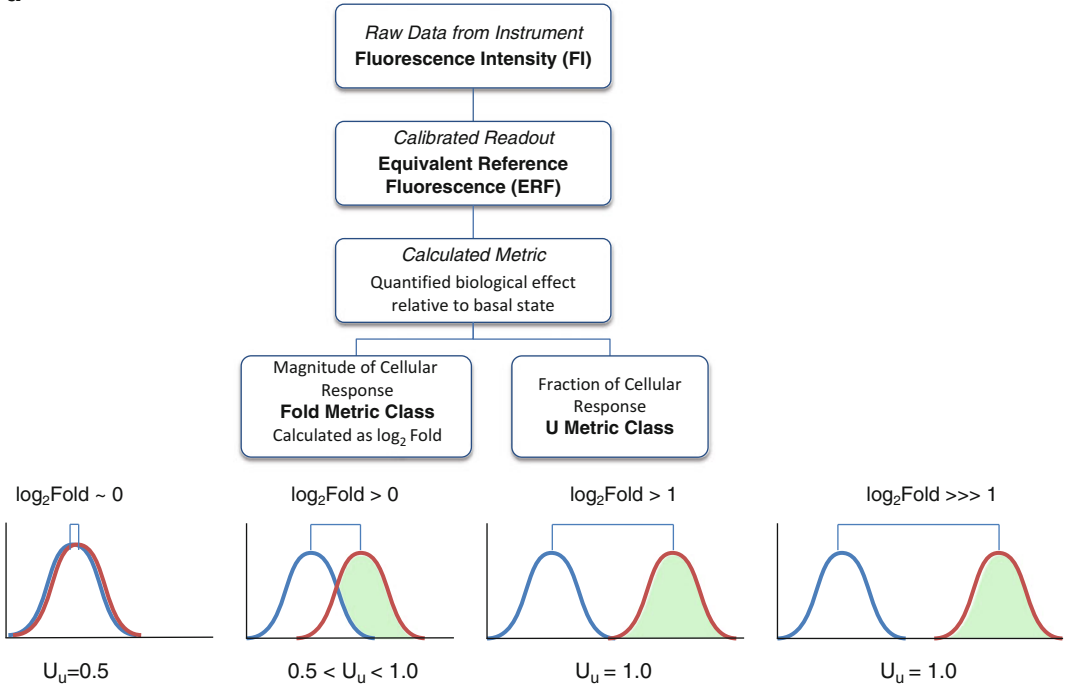 Raw Data from Instrument
Fluorescence Intensity (FI)
Calibrated Readout
Equivalent Reference
Fluorescence (ERF)
Calculated Metric
Quantified biological effect
relative to basal state
Magnitude of Cellular
Response
Fold Metric Class
Calculated as log₂ Fold
Fraction of Cellular
Response
U Metric Class
log₂Fold ~ 0
log₂Fold > 0
log₂Fold > 1
log₂Fold >>> 1
Uᵤ=0.5
0.5 < Uᵤ < 1.0
Uᵤ = 1.0
Uᵤ = 1.0